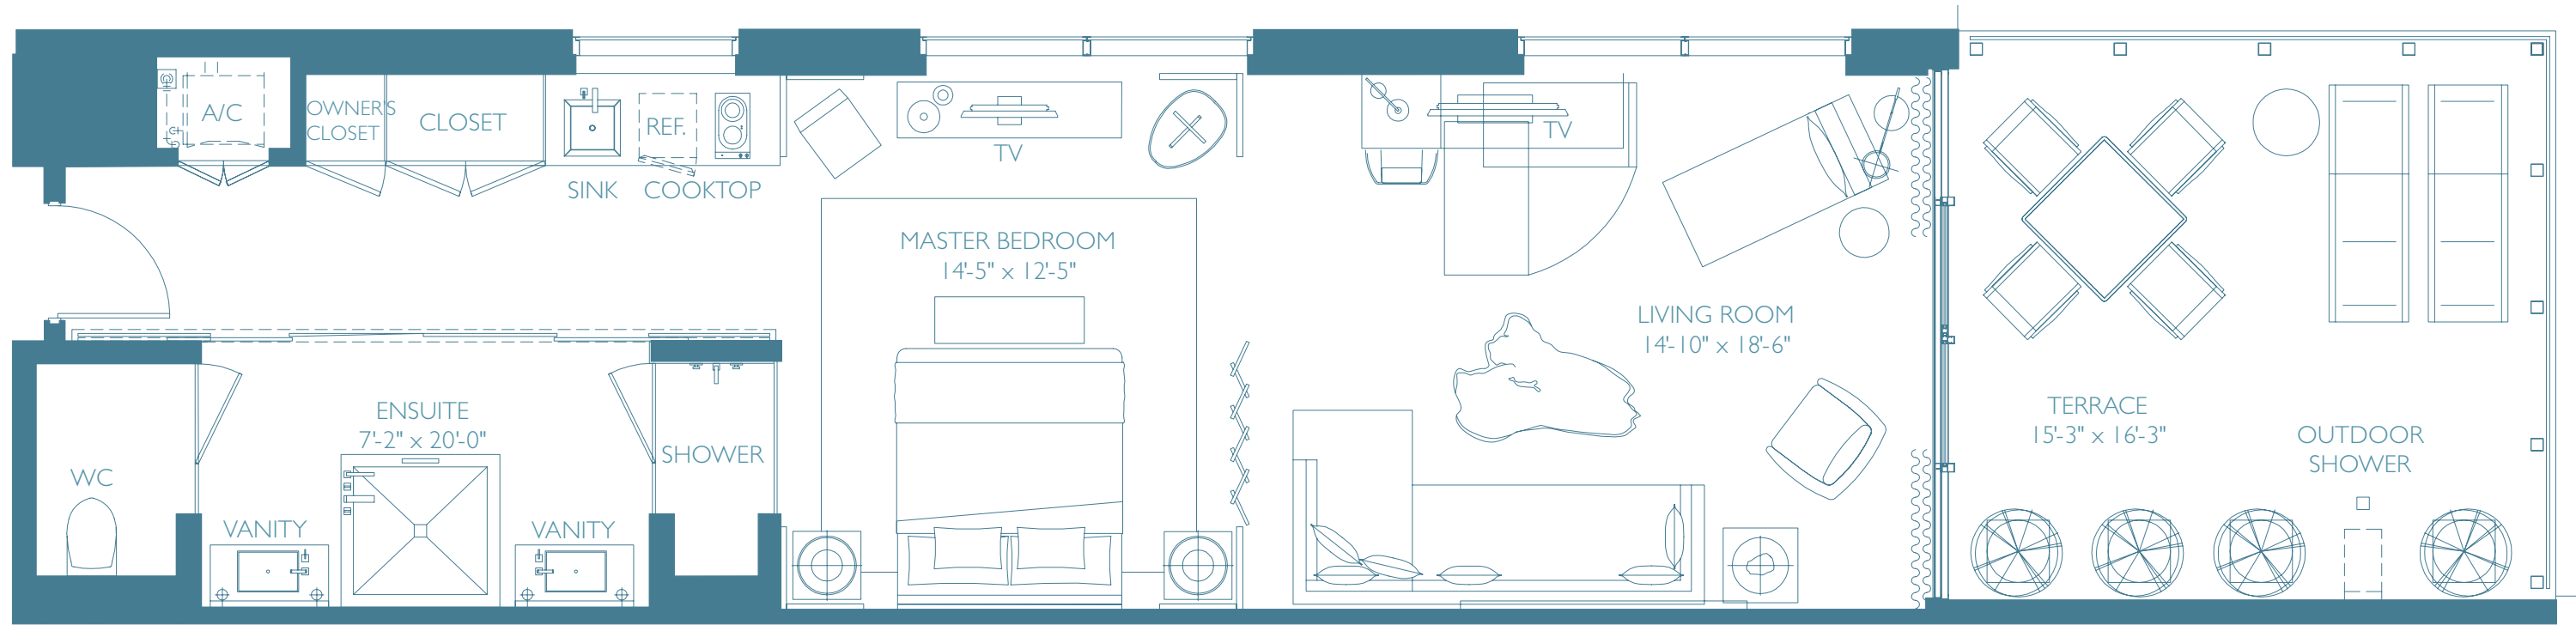 A/C
OWNER'S
CLOSET
CLOSET
REF.
SINK
COOKTOP
TV
TV
MASTER BEDROOM
14'-5" x 12'-5"
LIVING ROOM
14'-10" x 18'-6"
ENSUITE
7'-2" x 20'-0"
WC
VANITY
VANITY
SHOWER
TERRACE
15'-3" x 16'-3"
OUTDOOR
SHOWER